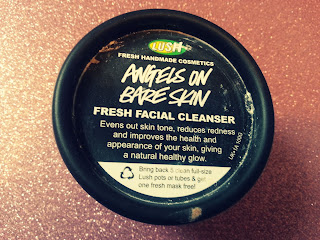 LUSH
FRESH HANDMADE COSMETICS
ANGELS ON
BARE SKIN
FRESH FACIAL CLEANSER
Evens out skin tone, reduces redness
and improves the health and
appearance of your skin, giving
a natural healthy glow.
Bring back 5 clean full-size
Lush pots or tubes & get
one fresh mask free!